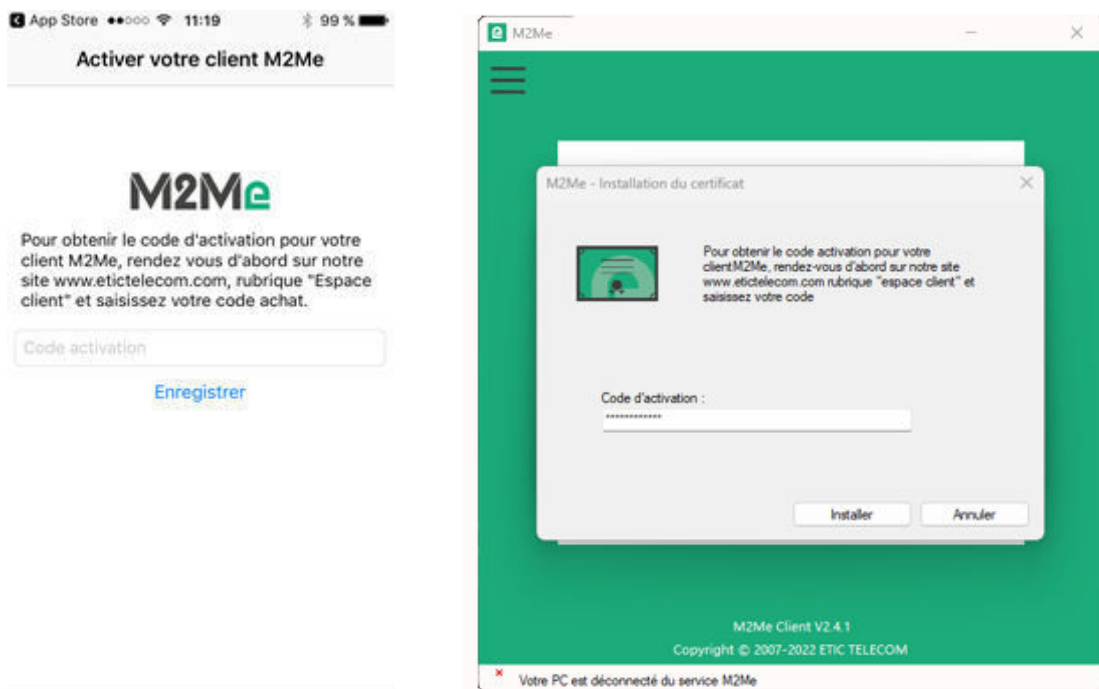 App Store 11:19 99 %
Activer votre client M2Me
M2Me
Pour obtenir le code d'activation pour votre
client M2Me, rendez vous d'abord sur notre
site www.etictelecom.com, rubrique "Espace
client" et saisissez votre code achat.
Code activation
Enregistrer
M2Me
M2Me - Installation du certificat
Pour obtenir le code activation pour votre
clientM2Me, rendez-vous d'abord sur notre site
www.etictelecom.com rubrique "espace client" et
saisissez votre code
Code d'activation :
************
Installer Annuler
M2Me Client V2.4.1
Copyright © 2007-2022 ETIC TELECOM
Votre PC est déconnecté du service M2Me